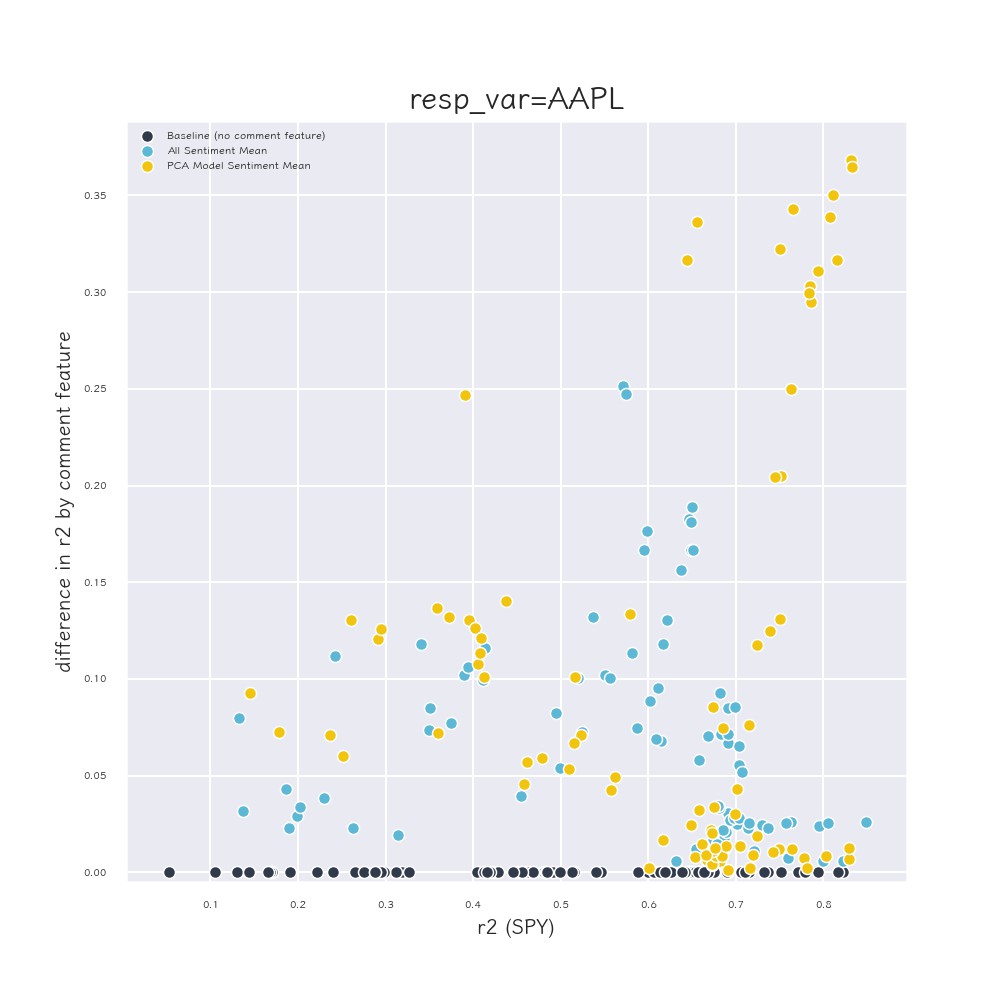 resp_var=AAPL
Baseline (no comment feature)
All Sentiment Mean
PCA Model Sentiment Mean
difference in r2 by comment feature
0.35
0.30
0.25
0.20
0.15
0.10
0.05
0.00
0.1 0.2 0.3 0.4 0.5 0.6 0.7 0.8
r2 (SPY)